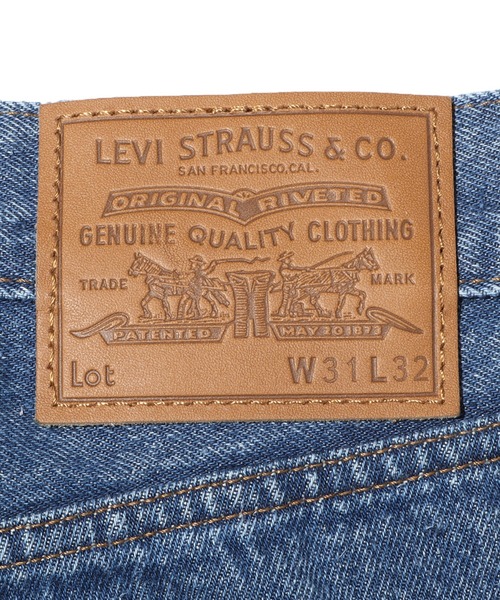 LEVI STRAUSS & CO.
SAN FRANCISCO, CAL.
ORIGINAL RIVETED
GENUINE QUALITY CLOTHING
TRADE MARK
PATENTED MAY 20 1873
Lot W31 L32